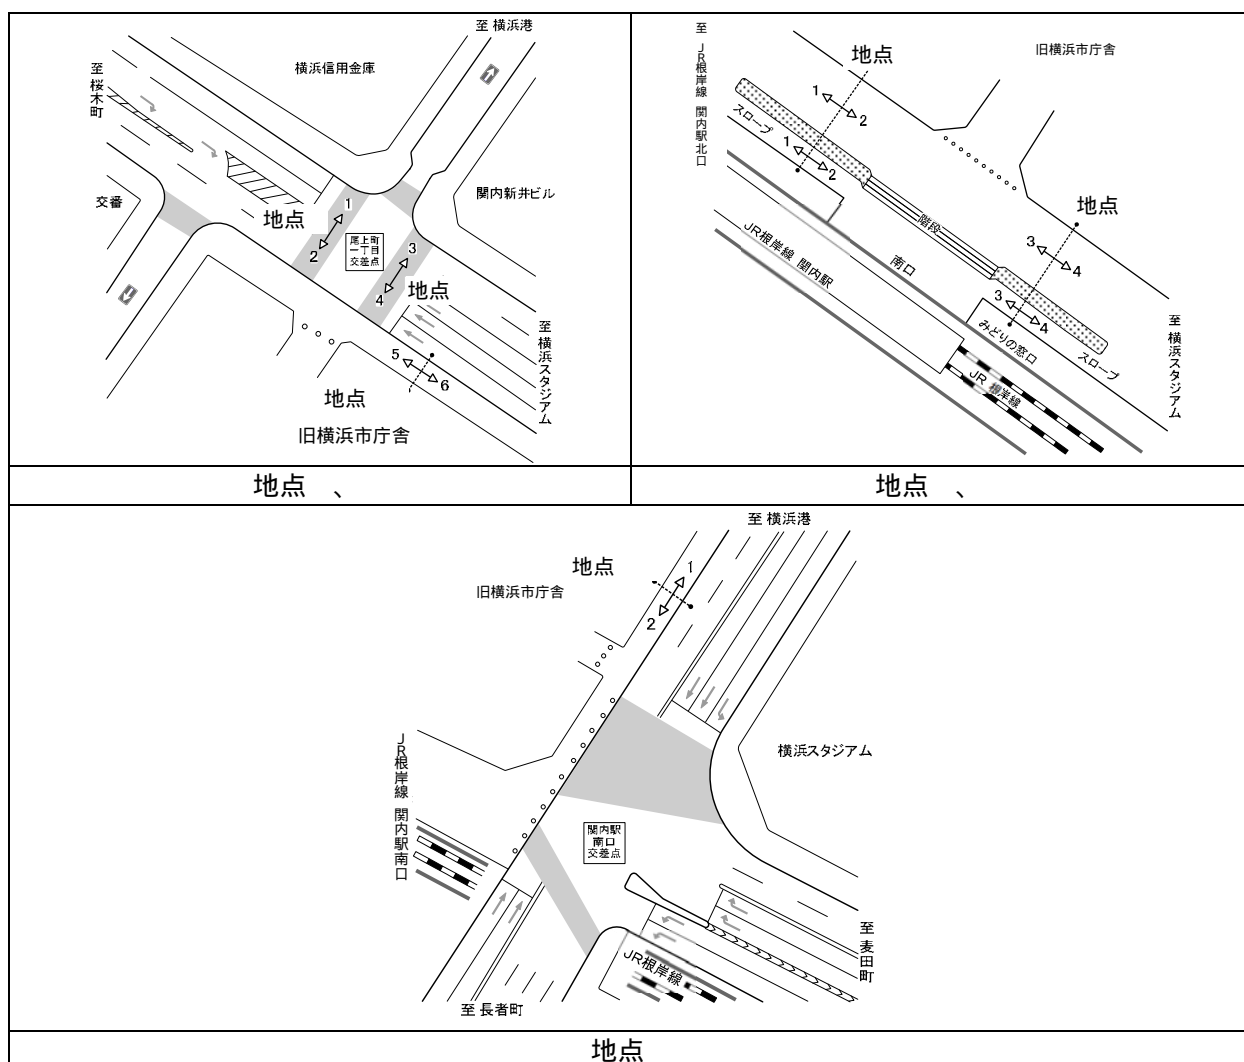 至 横浜港
至 桜木町
横浜信用金庫
交番
関内新井ビル
地点
1
2
尾上町
一丁目
交差点
3
4
地点
5
6
地点
旧横浜市庁舎
至 横浜スタジアム
地点 、
至 JR根岸線 関内駅北口
地点
旧横浜市庁舎
1
2
スロープ
1
2
階段
地点
3
4
JR根岸線 関内駅
南口
3
4
みどりの窓口
スロープ
JR 根岸線
至 横浜スタジアム
地点 、
至 横浜港
地点
1
旧横浜市庁舎
2
横浜スタジアム
JR根岸線 関内駅南口
関内駅
南口
交差点
至 麦田町
JR根岸線
至 長者町
地点